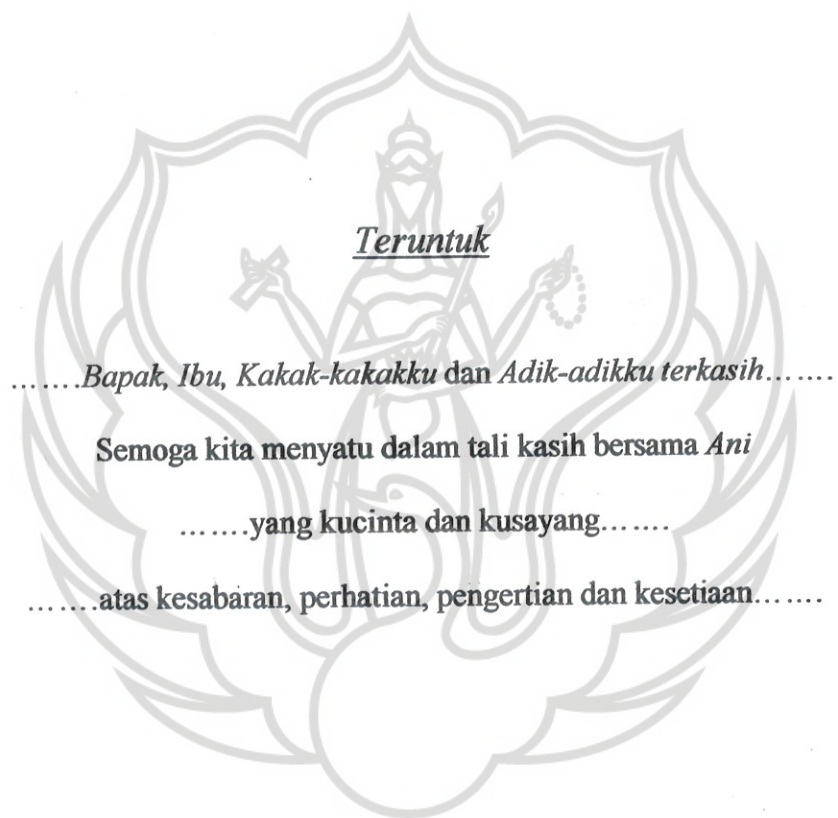 Teruntuk
.......Bapak, Ibu, Kakak-kakakku dan Adik-adikku terkasih.......
Semoga kita menyatu dalam tali kasih bersama Ani
.......yang kucinta dan kusayang.......
.......atas kesabaran, perhatian, pengertian dan kesetiaan.......